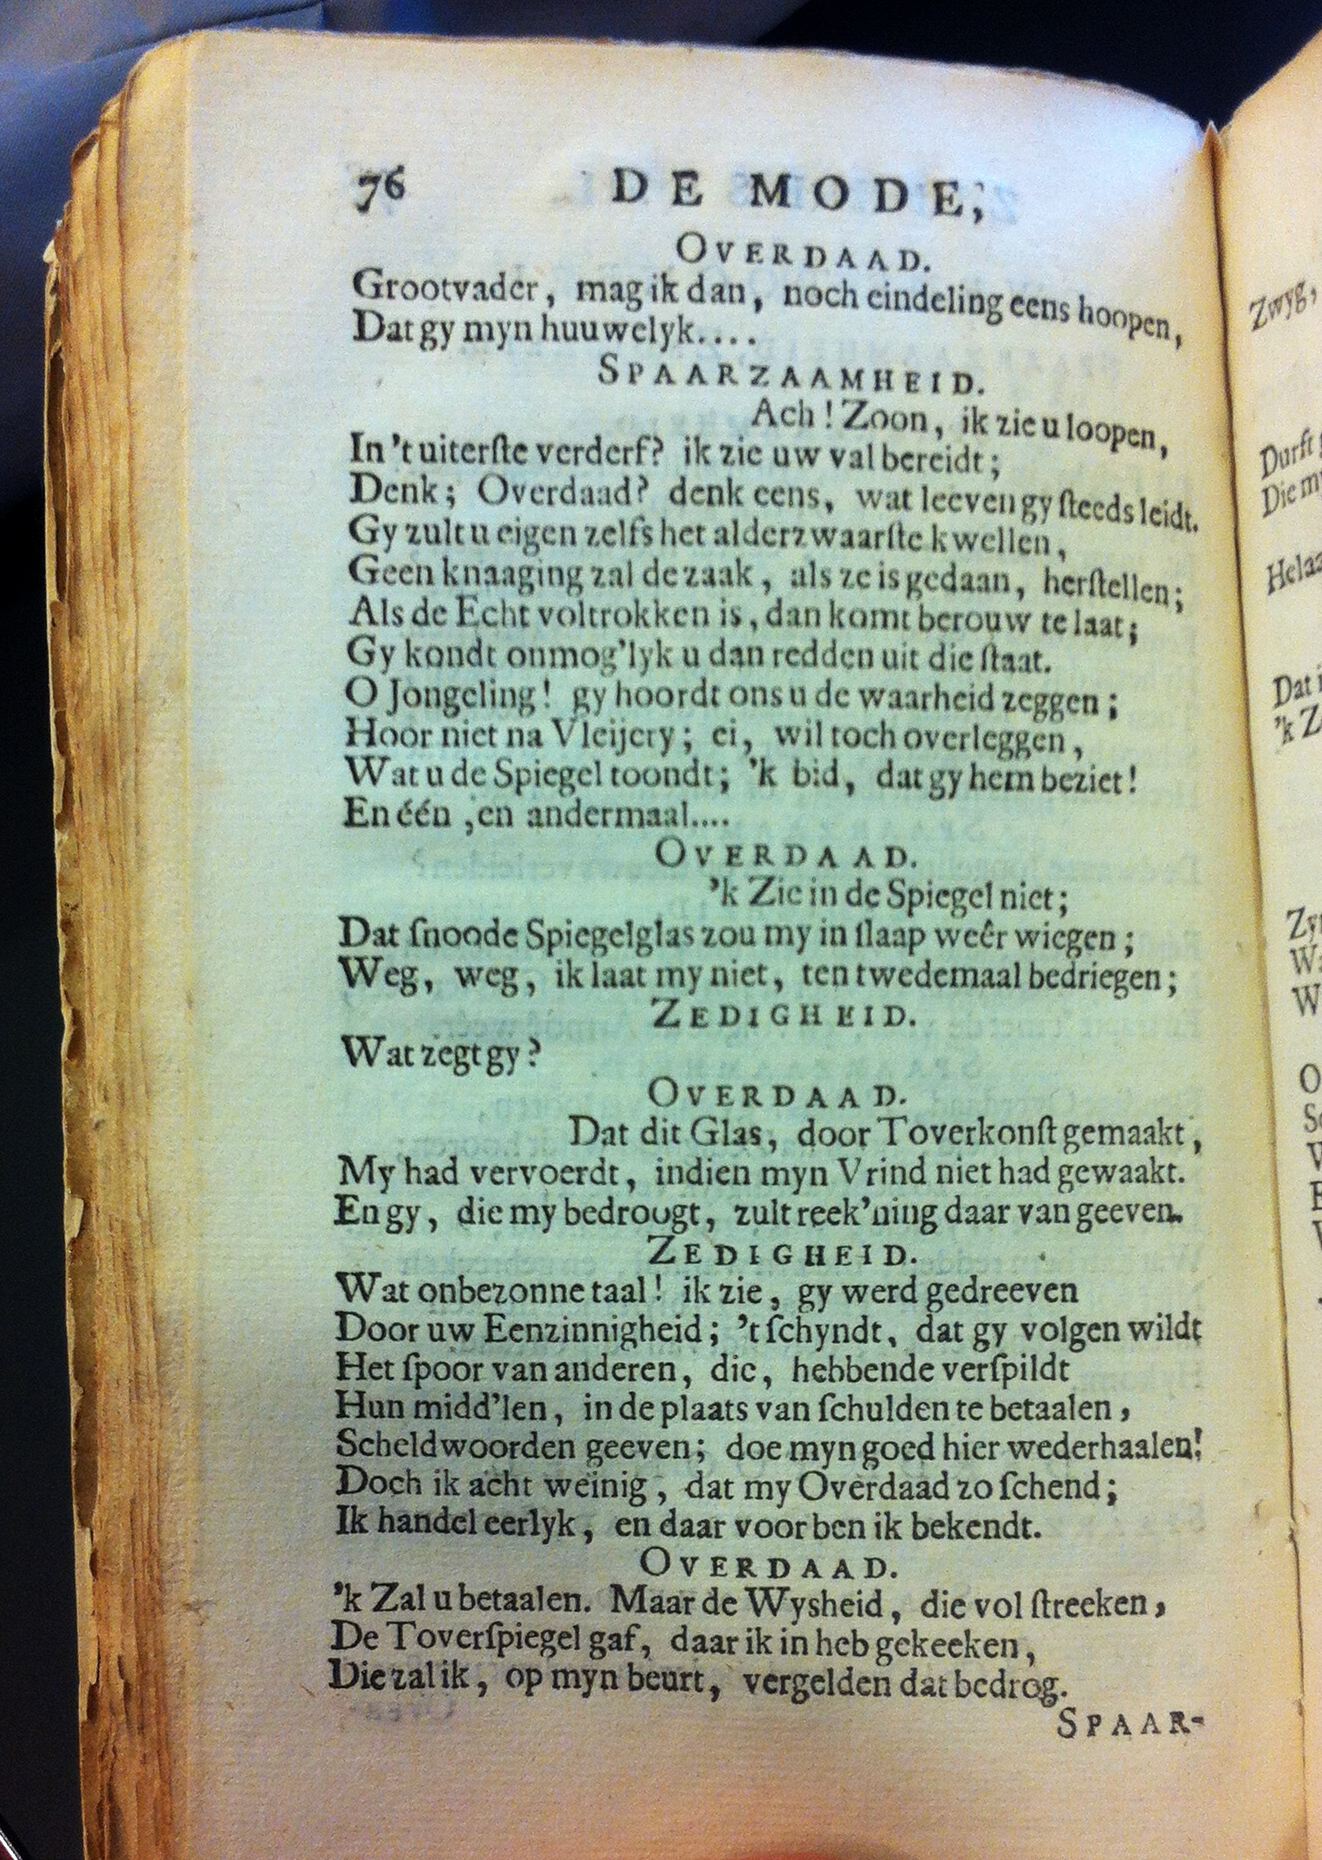 76 DE MODE,
OVERDAAD.
Grootvader, mag ik dan, noch eindeling eens hoopen,
Dat gy myn huuwelyk....
SPAARZAAMHEID.
Ach! Zoon, ik zie u loopen,
In 't uiterſte verderf? ik zie uw val bereidt;
Denk; Overdaad? denk eens, wat leeven gy ſteeds leidt.
Gy zult u eigen zelfs het alderzwaarſte kwellen,
Geen knaaging zal de zaak, als ze is gedaan, herſtellen;
Als de Echt voltrokken is, dan komt berouw te laat;
Gy kondt onmog'lyk u dan redden uit die ſtaat.
O Jongeling! gy hoordt ons u de waarheid zeggen;
Hoor niet na Vleijery; ei, wil toch overleggen,
Wat u de Spiegel toondt; 'k bid, dat gy hem beziet!
En één ,en andermaal....
OVERDAAD.
'k Zie in de Spiegel niet;
Dat ſnoode Spiegelglas zou my in ſlaap weêr wiegen;
Weg, weg, ik laat my niet, ten twedemaal bedriegen;
ZEDIGHEID.
Wat zegt gy?
OVERDAAD.
Dat dit Glas, door Toverkonſt gemaakt,
My had vervoerdt, indien myn Vrind niet had gewaakt.
En gy, die my bedroogt, zult reek'ning daar van geeven.
ZEDIGHEID.
Wat onbezonne taal! ik zie, gy werd gedreeven
Door uw Eenzinnigheid; 't ſchyndt, dat gy volgen wildt
Het ſpoor van anderen, die, hebbende verſpildt
Hun midd'len, in de plaats van ſchulden te betaalen,
Scheldwoorden geeven; doe myn goed hier wederhaalen!
Doch ik acht weinig, dat my Overdaad zo ſchend;
Ik handel eerlyk, en daar voor ben ik bekendt.
OVERDAAD.
'k Zal u betaalen. Maar de Wysheid, die vol ſtreeken,
De Toverſpiegel gaf, daar ik in heb gekeeken,
Die zal ik, op myn beurt, vergelden dat bedrog.
SPAAR-
Zwyg,
Durft
Die my
Helaa
Dat i
'k Z